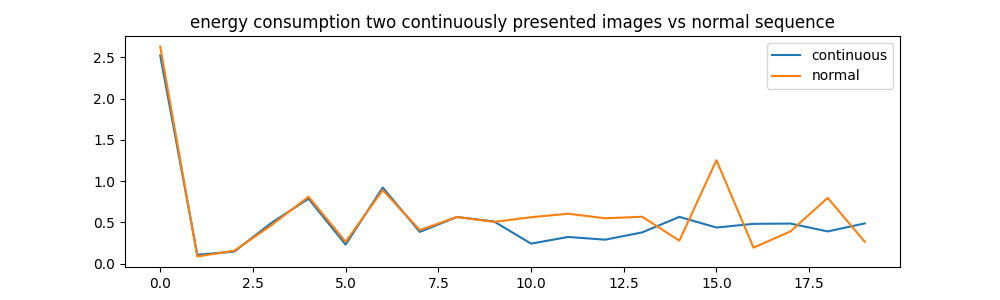 energy consumption two continuously presented images vs normal sequence
continuous
normal
2.5
2.0
1.5
1.0
0.5
0.0
0.0 2.5 5.0 7.5 10.0 12.5 15.0 17.5